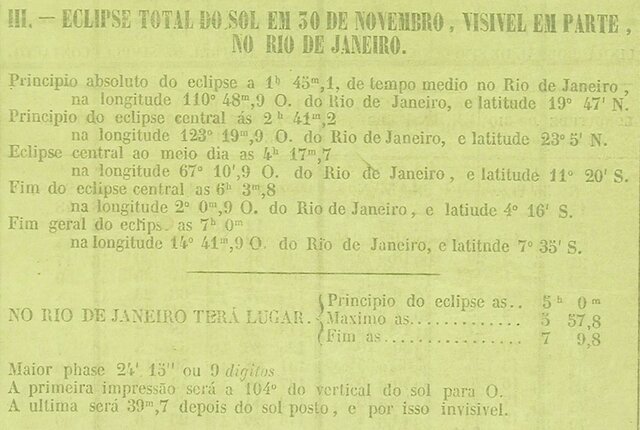 III. — ECLIPSE TOTAL DO SOL EM 30 DE NOVEMBRO, VISIVEL EM PARTE,
NO RIO DE JANEIRO.
Principio absoluto do eclipse a 1ʰ 45ᵐ,1, de tempo medio no Rio de Janeiro,
na longitude 110° 48ᵐ,9 O. do Rio de Janeiro, e latitude 19° 47' N.
Principio do eclipse central ás 2ʰ 41ᵐ,2
na longitude 123° 19ᵐ,9 O. do Rio de Janeiro, e latitude 23° 5' N.
Eclipse central ao meio dia as 4ʰ 17ᵐ,7
na longitude 67° 10',9 O. do Rio de Janeiro, e latitude 11° 20' S.
Fim do eclipse central as 6ʰ 3ᵐ,8
na longitude 2° 0ᵐ,9 O. do Rio de Janeiro, e latiude 4° 16' S.
Fim geral do eclips. as 7ʰ 0ᵐ
na longitude 14° 41ᵐ,9 O. do Rio de Janeiro, e latitnde 7° 35' S.
NO RIO DE JANEIRO TERÁ LUGAR.
Principio do eclipse as.. 5ʰ 0ᵐ
Maximo as............. 5 57,8
Fim as................ 7 9,8
Maior phase 24' 15" ou 9 digitos
A primeira impressão será a 104° do vertical do sol para O.
A ultima será 39ᵐ,7 depois do sol posto, e por isso invisivel.